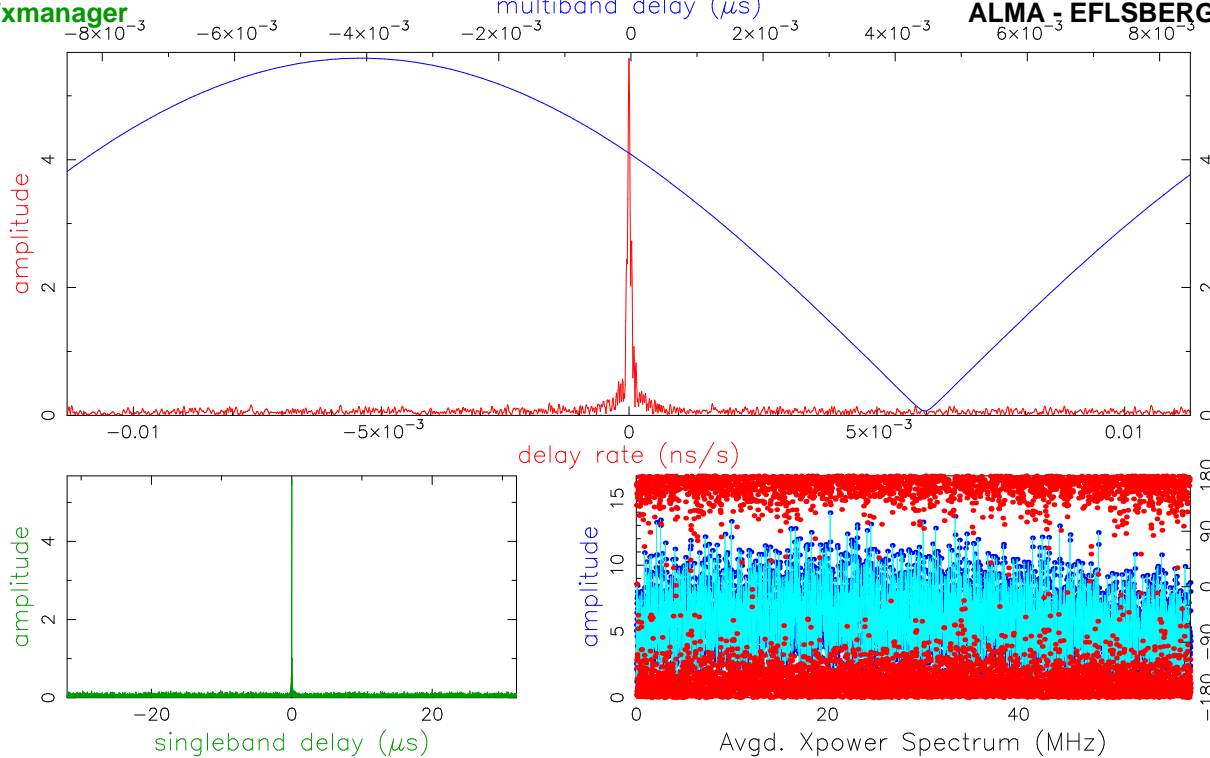 xmanager
multiband delay (μs)
ALMA - EFLSBERG
−8×10⁻³ −6×10⁻³ −4×10⁻³ −2×10⁻³ 0 2×10⁻³ 4×10⁻³ 6×10⁻³ 8×10⁻³
amplitude
0 2 4
0 2 4
−0.01 −5×10⁻³ 0 5×10⁻³ 0.01
delay rate (ns/s)
amplitude
0 2 4
−20 0 20
singleband delay (μs)
amplitude
0 5 10 15
−180 −90 0 90 180
0 20 40
Avgd. Xpower Spectrum (MHz)